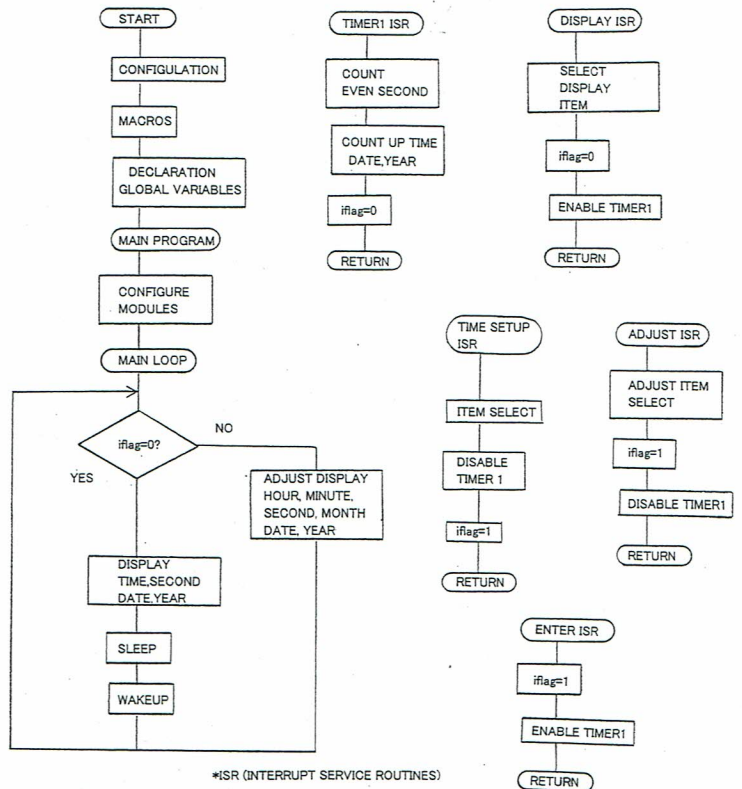 START
CONFIGULATION
MACROS
DECLARATION
GLOBAL VARIABLES
MAIN PROGRAM
CONFIGURE
MODULES
MAIN LOOP
iflag=0?
NO
YES
ADJUST DISPLAY
HOUR, MINUTE,
SECOND, MONTH
DATE, YEAR
DISPLAY
TIME,SECOND
DATE,YEAR
SLEEP
WAKEUP
TIMER1 ISR
COUNT
EVEN SECOND
COUNT UP TIME
DATE,YEAR
iflag=0
RETURN
DISPLAY ISR
SELECT
DISPLAY
ITEM
iflag=0
ENABLE TIMER1
RETURN
TIME SETUP
ISR
ITEM SELECT
DISABLE
TIMER 1
iflag=1
RETURN
ADJUST ISR
ADJUST ITEM
SELECT
iflag=1
DISABLE TIMER1
RETURN
ENTER ISR
iflag=1
ENABLE TIMER1
RETURN
*ISR (INTERRUPT SERVICE ROUTINES)